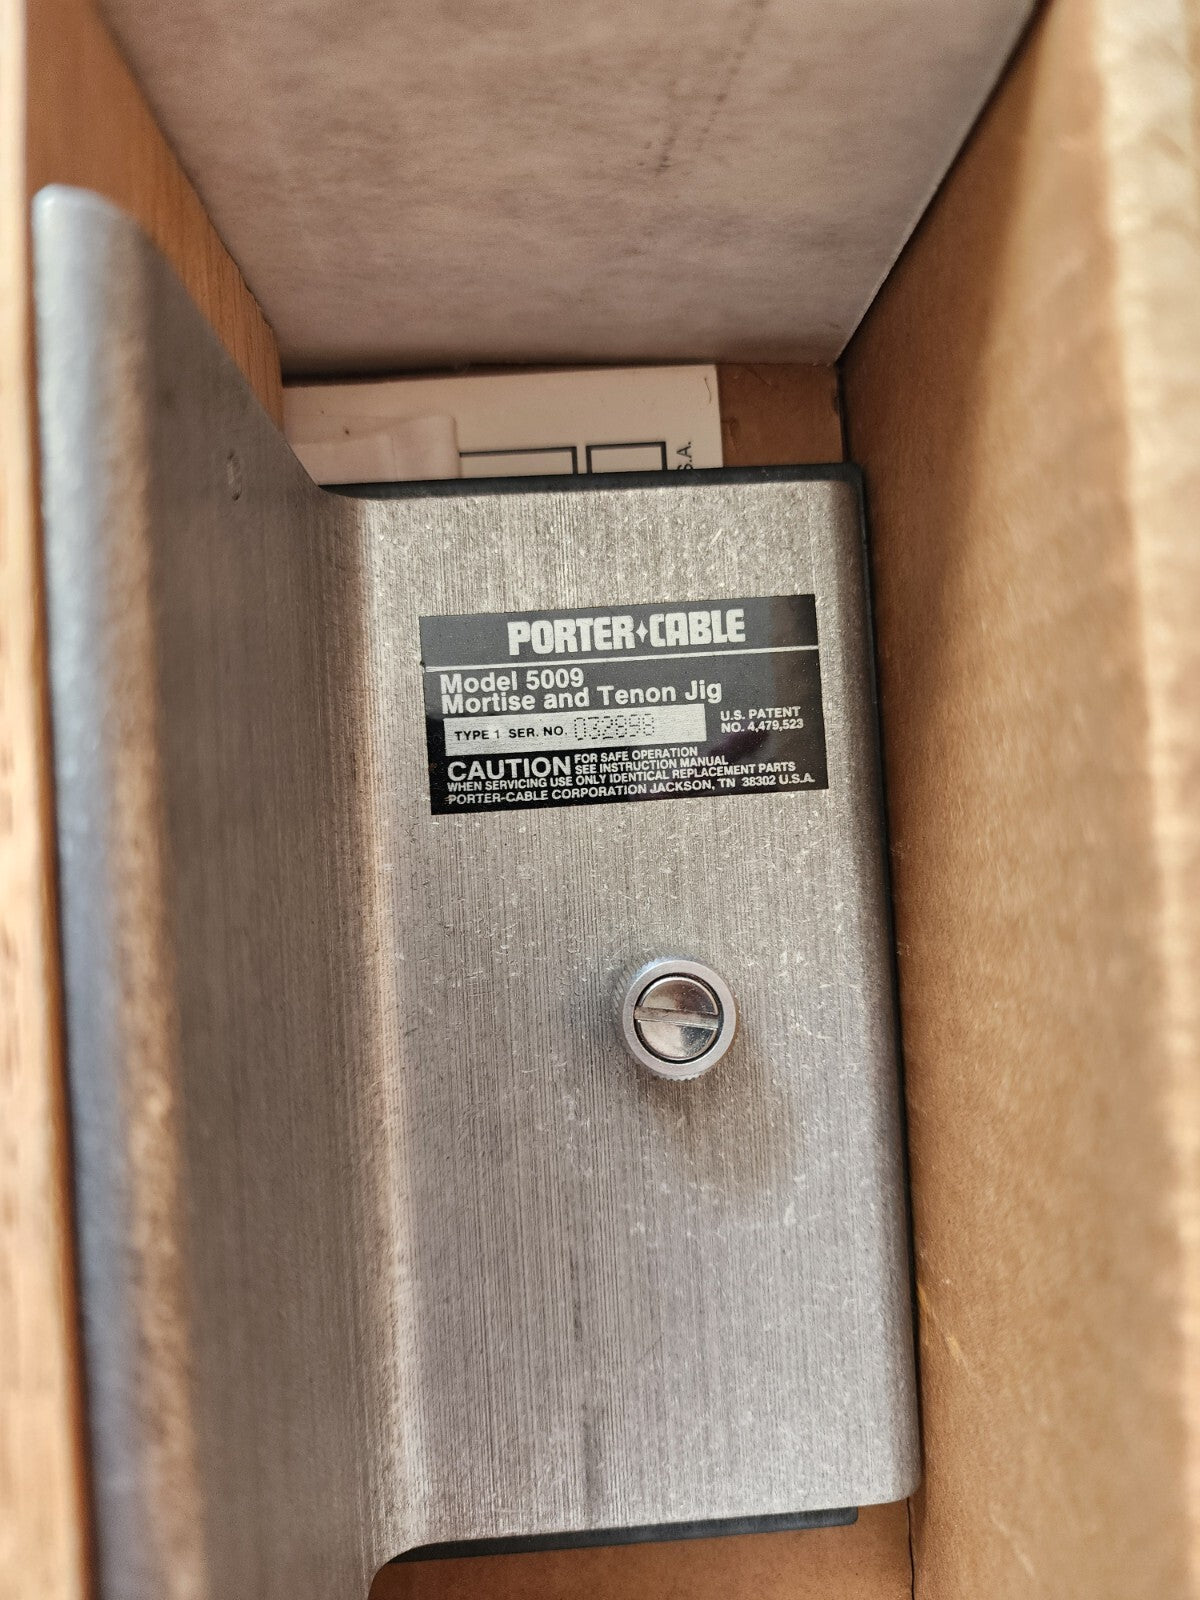 S.A.
PORTER+CABLE
Model 5009
Mortise and Tenon Jig
TYPE 1 SER. NO. 032898
U.S. PATENT
NO. 4,479,523
CAUTION FOR SAFE OPERATION
SEE INSTRUCTION MANUAL
WHEN SERVICING USE ONLY IDENTICAL REPLACEMENT PARTS
PORTER-CABLE CORPORATION JACKSON, TN 38302 U.S.A.